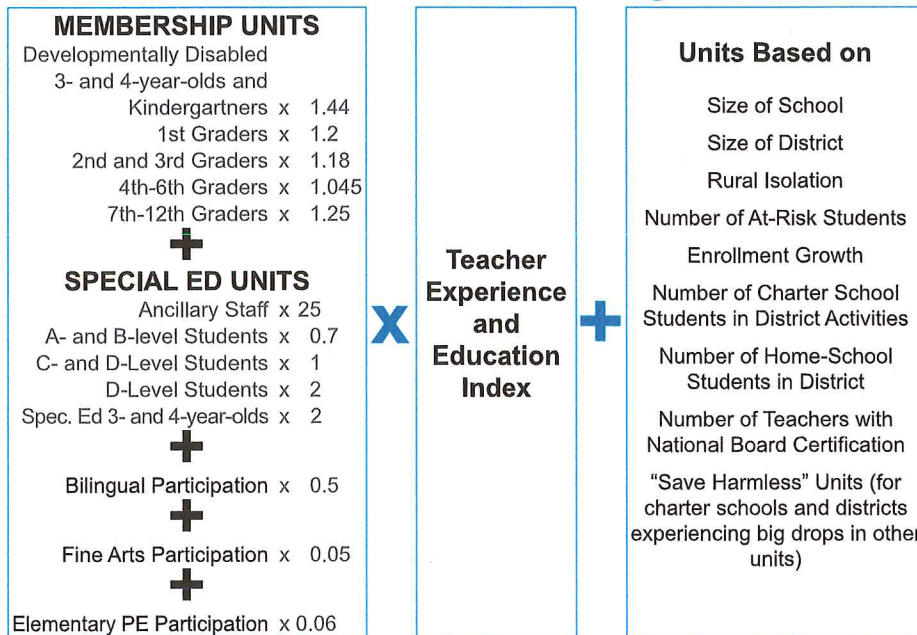 MEMBERSHIP UNITS
Developmentally Disabled
3- and 4-year-olds and
Kindergartners x 1.44
1st Graders x 1.2
2nd and 3rd Graders x 1.18
4th-6th Graders x 1.045
7th-12th Graders x 1.25
+
SPECIAL ED UNITS
Ancillary Staff x 25
A- and B-level Students x 0.7
C- and D-Level Students x 1
D-Level Students x 2
Spec. Ed 3- and 4-year-olds x 2
+
Bilingual Participation x 0.5
+
Fine Arts Participation x 0.05
+
Elementary PE Participation x 0.06
X
Teacher
Experience
and
Education
Index
+
Units Based on
Size of School
Size of District
Rural Isolation
Number of At-Risk Students
Enrollment Growth
Number of Charter School
Students in District Activities
Number of Home-School
Students in District
Number of Teachers with
National Board Certification
“Save Harmless” Units (for
charter schools and districts
experiencing big drops in other
units)